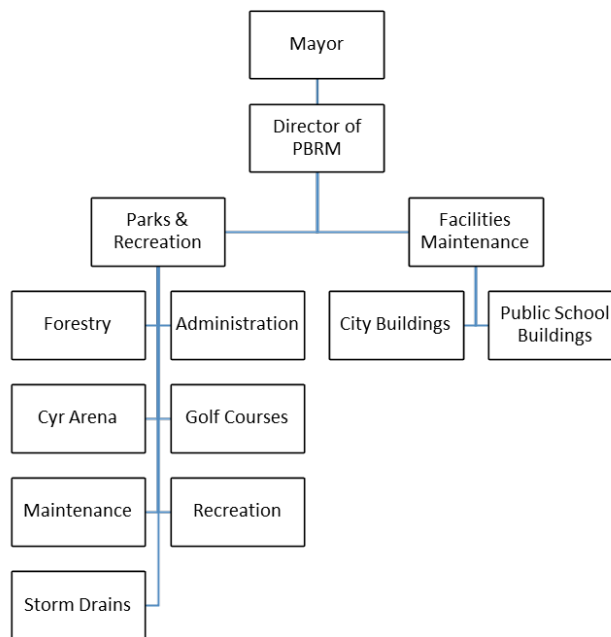 Mayor
Director of
PBRM
Parks &
Recreation
Facilities
Maintenance
Forestry
Administration
City Buildings
Public School
Buildings
Cyr Arena
Golf Courses
Maintenance
Recreation
Storm Drains